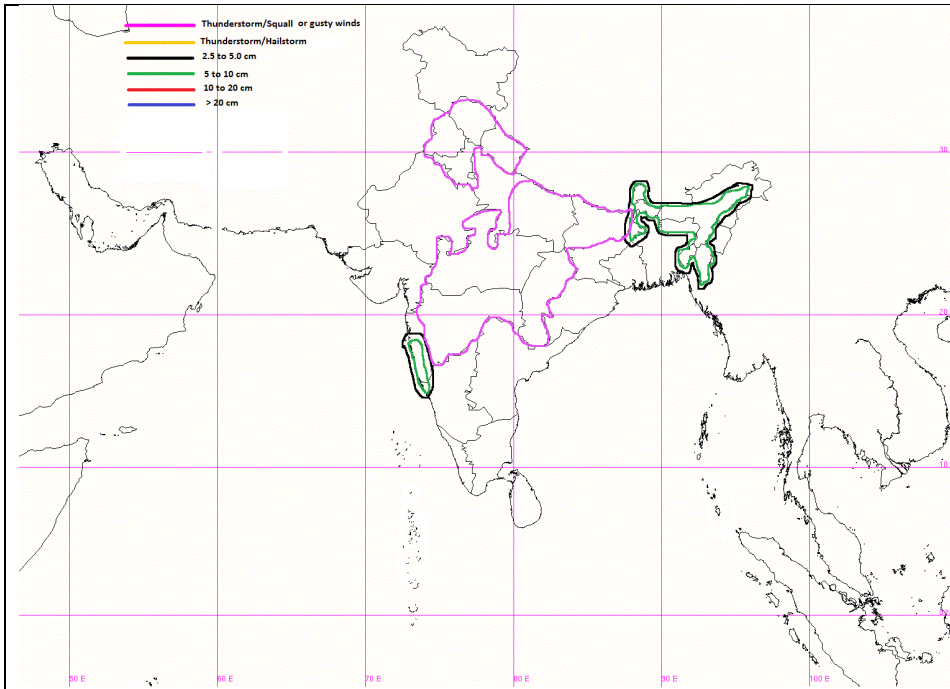 Thunderstorm/Squall or gusty winds
Thunderstorm/Hailstorm
2.5 to 5.0 cm
5 to 10 cm
10 to 20 cm
> 20 cm
30
20
10
50 E
60 E
70 E
80 E
90 E
100 E